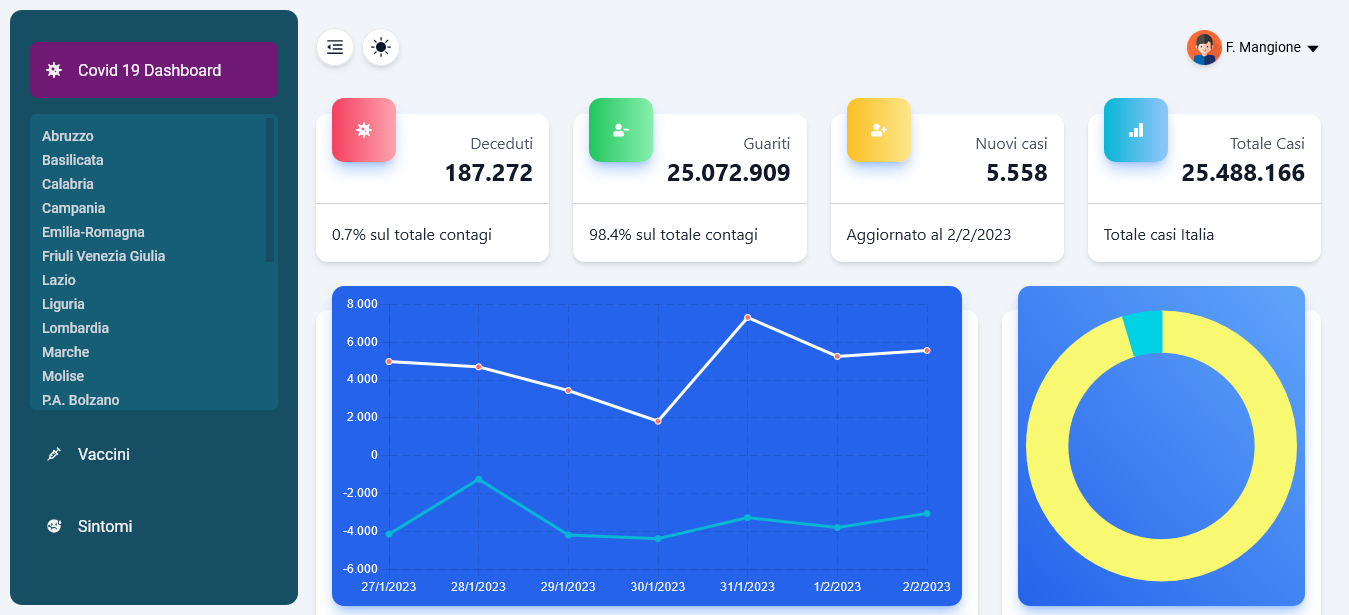 Covid 19 Dashboard
Abruzzo
Basilicata
Calabria
Campania
Emilia-Romagna
Friuli Venezia Giulia
Lazio
Liguria
Lombardia
Marche
Molise
P.A. Bolzano
Vaccini
Sintomi
F. Mangione
Deceduti
187.272
0.7% sul totale contagi
Guariti
25.072.909
98.4% sul totale contagi
Nuovi casi
5.558
Aggiornato al 2/2/2023
Totale Casi
25.488.166
Totale casi Italia
8.000
6.000
4.000
2.000
0
-2.000
-4.000
-6.000
27/1/2023 28/1/2023 29/1/2023 30/1/2023 31/1/2023 1/2/2023 2/2/2023